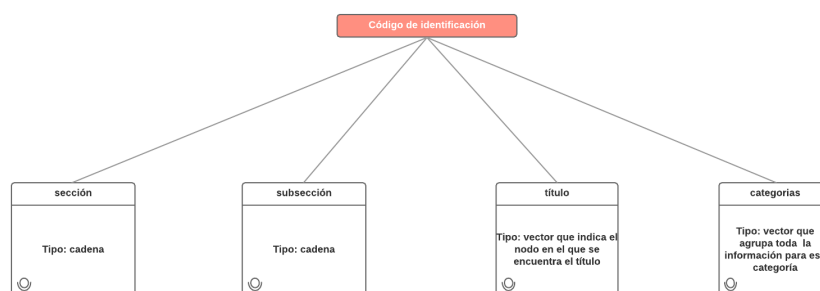 Código de identificación
sección
subsección
título
categorias
Tipo: cadena
Tipo: cadena
Tipo: vector que indica el
nodo en el que se
encuentra el título
Tipo: vector que
agrupa toda la
información para es
categoría